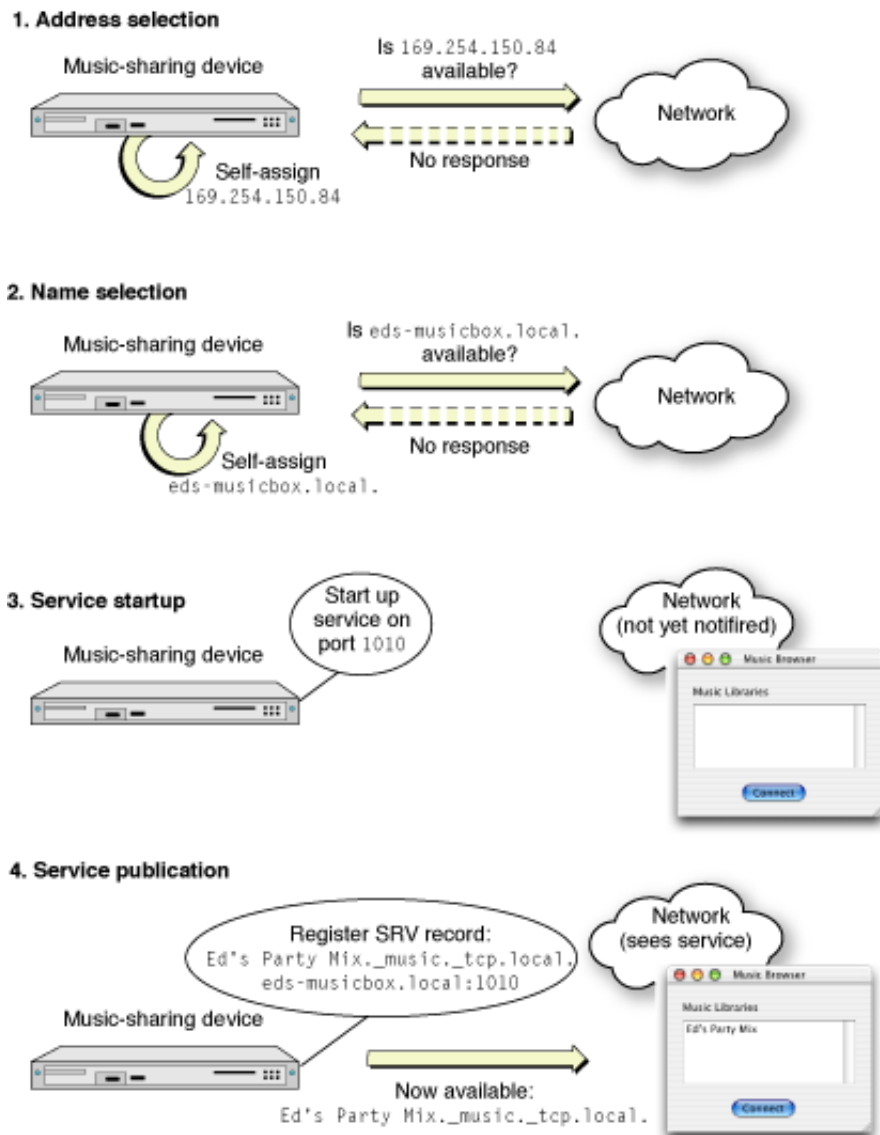 1. Address selection
Music-sharing device
Is 169.254.150.84
available?
Network
No response
Self-assign
169.254.150.84
2. Name selection
Music-sharing device
Is eds-musicbox.local.
available?
Network
No response
Self-assign
eds-musicbox.local.
3. Service startup
Start up
service on
port 1010
Music-sharing device
Network
(not yet notifired)
Music Browser
Music Libraries
Connect
4. Service publication
Register SRV record:
Ed's Party Mix._music._tcp.local.
eds-musicbox.local:1010
Music-sharing device
Network
(sees service)
Music Browser
Music Libraries
Ed's Party Mix
Connect
Now available:
Ed's Party Mix._music._tcp.local.